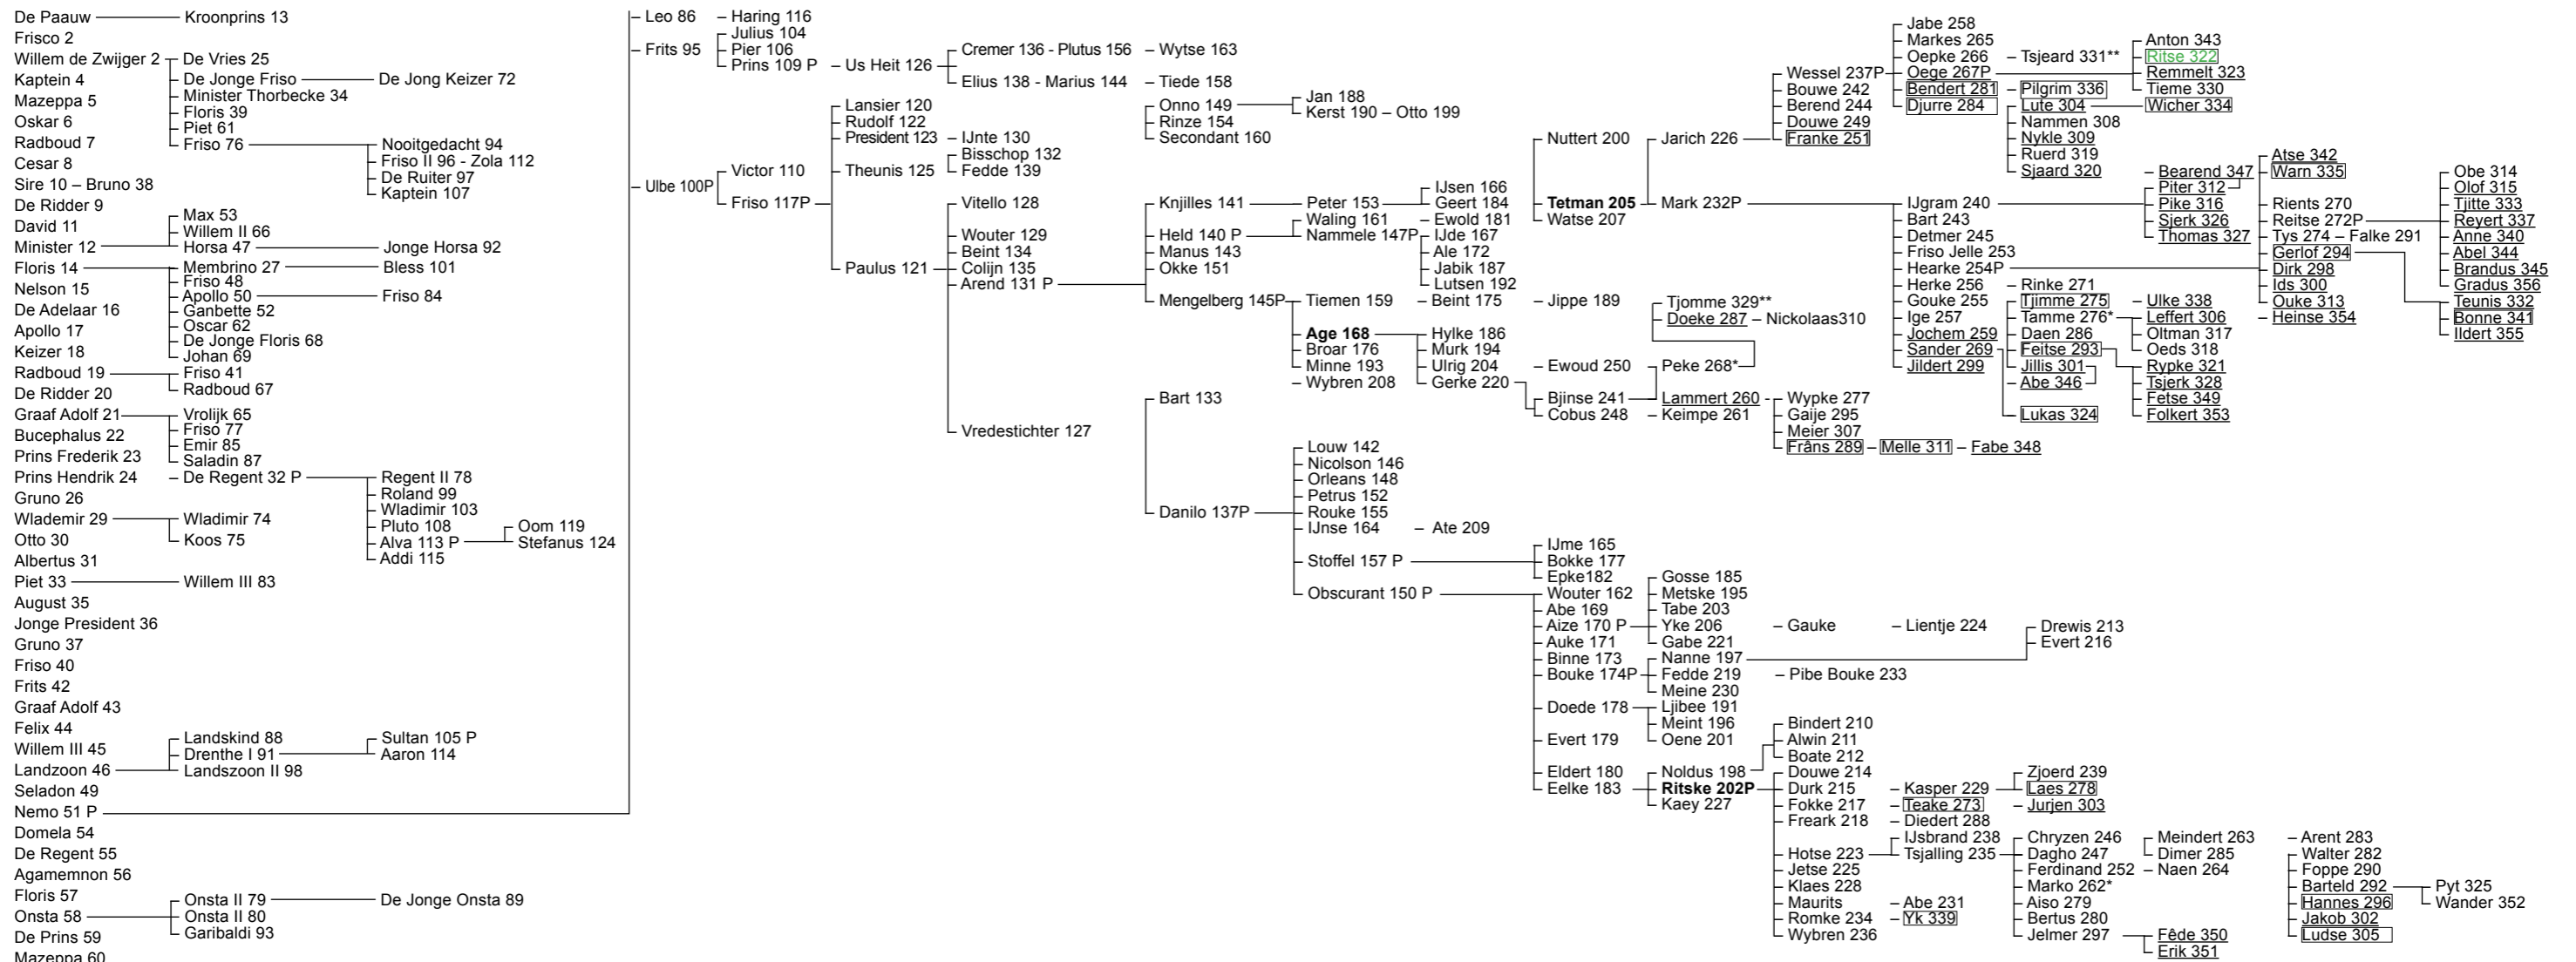 De Paauw
Frisco 2
Willem de Zwijger 2
Kaptein 4
Mazeppa 5
Oskar 6
Radboud 7
Cesar 8
Sire 10 – Bruno 38
De Ridder 9
David 11
Minister 12
Floris 14
Nelson 15
De Adelaar 16
Apollo 17
Keizer 18
Radboud 19
De Ridder 20
Graaf Adolf 21
Bucephalus 22
Prins Frederik 23
Prins Hendrik 24
Gruno 26
Wlademir 29
Otto 30
Albertus 31
Piet 33
August 35
Jonge President 36
Gruno 37
Friso 40
Frits 42
Graaf Adolf 43
Felix 44
Willem III 45
Landzoon 46
Seladon 49
Nemo 51 P
Domela 54
De Regent 55
Agamemnon 56
Floris 57
Onsta 58
De Prins 59
Mazeppa 60
Kroonprins 13
De Vries 25
De Jonge Friso
Minister Thorbecke 34
Floris 39
Piet 61
Friso 76
Max 53
Willem II 66
Horsa 47
Membrino 27
Friso 48
Apollo 50
Ganbette 52
Oscar 62
De Jonge Floris 68
Johan 69
Friso 41
Radboud 67
Vrolijk 65
Friso 77
Emir 85
Saladin 87
– De Regent 32 P
Wladimir 74
Koos 75
Willem III 83
Landskind 88
Drenthe I 91
Landszoon II 98
Onsta II 79
Onsta II 80
Garibaldi 93
De Jong Keizer 72
Nooitgedacht 94
Friso II 96 - Zola 112
De Ruiter 97
Kaptein 107
Jonge Horsa 92
Bless 101
Friso 84
Regent II 78
Roland 99
Wladimir 103
Pluto 108
Alva 113 P
Addi 115
Oom 119
Stefanus 124
Sultan 105 P
Aaron 114
De Jonge Onsta 89
Leo 86
Frits 95
Ulbe 100P
– Haring 116
Julius 104
Pier 106
Prins 109 P
Victor 110
Friso 117P
– Us Heit 126
Lansier 120
Rudolf 122
President 123
Theunis 125
Paulus 121
Cremer 136 - Plutus 156
Elius 138 - Marius 144
– IJnte 130
Bisschop 132
Fedde 139
Vitello 128
Wouter 129
Beint 134
Colijn 135
Arend 131 P
Vredestichter 127
– Wytse 163
– Tiede 158
Onno 149
Rinze 154
Secondant 160
Knjilles 141
Held 140 P
Manus 143
Okke 151
Mengelberg 145P
Bart 133
Danilo 137P
Jan 188
Kerst 190 – Otto 199
Peter 153
Waling 161
Nammele 147P
Tiemen 159
Age 168
Broar 176
Minne 193
– Wybren 208
Louw 142
Nicolson 146
Orleans 148
Petrus 152
Rouke 155
IJnse 164
Stoffel 157 P
Obscurant 150 P
IJsen 166
Geert 184
– Ewold 181
IJde 167
Ale 172
Jabik 187
Lutsen 192
– Beint 175
Hylke 186
Murk 194
Ulrig 204
Gerke 220
– Ate 209
Nuttert 200
Tetman 205
Watse 207
– Jippe 189
– Ewoud 250
Bjinse 241
Cobus 248
IJme 165
Bokke 177
Epke182
Wouter 162
Abe 169
Aize 170 P
Auke 171
Binne 173
Bouke 174P
Doede 178
Evert 179
Eldert 180
Eelke 183
Jarich 226
Mark 232P
Tjomme 329**
Doeke 287 – Nickolaas310
Peke 268*
Lammert 260
– Keimpe 261
Gosse 185
Metske 195
Tabe 203
Yke 206
Gabe 221
Nanne 197
Fedde 219
Meine 230
Ljibee 191
Meint 196
Oene 201
Noldus 198
Ritske 202P
Kaey 227
Wessel 237P
Bouwe 242
Berend 244
Douwe 249
Franke 251
Wypke 277
Gaije 295
Meier 307
Frâns 289 – Melle 311 – Fabe 348
– Gauke
– Pibe Bouke 233
Bindert 210
Alwin 211
Boate 212
Douwe 214
Durk 215
Fokke 217
Freark 218
Hotse 223
Jetse 225
Klaes 228
Maurits
Romke 234
Wybren 236
Jabe 258
Markes 265
Oepke 266
Oege 267P
Bendert 281
Djurre 284
IJgram 240
Bart 243
Detmer 245
Friso Jelle 253
Hearke 254P
Herke 256
Gouke 255
Ige 257
Jochem 259
Sander 269
Jildert 299
– Lientje 224
– Kasper 229
– Teake 273
– Diedert 288
IJsbrand 238
Tsjalling 235
– Abe 231
– Yk 339
– Tsjeard 331**
– Pilgrim 336
Lute 304
Nammen 308
Nykle 309
Ruerd 319
Sjaard 320
– Rinke 271
Tjimme 275
Tamme 276*
Daen 286
Feitse 293
Jillis 301
– Abe 346
Lukas 324
Drewis 213
Evert 216
Zjoerd 239
Laes 278
– Jurjen 303
Chryzen 246
Dagho 247
Ferdinand 252
Marko 262*
Aiso 279
Bertus 280
Jelmer 297
Anton 343
Ritse 322
Remmelt 323
Tieme 330
Wicher 334
– Bearend 347
Piter 312
Pike 316
Sjerk 326
Thomas 327
– Ulke 338
Leffert 306
Oltman 317
Oeds 318
Rypke 321
Tsjerk 328
Fetse 349
Folkert 353
Meindert 263
Dimer 285
– Naen 264
Fêde 350
Erik 351
Atse 342
Warn 335
Rients 270
Reitse 272P
Tys 274 – Falke 291
Gerlof 294
Dirk 298
Ids 300
Ouke 313
– Heinse 354
– Arent 283
Walter 282
Foppe 290
Barteld 292
Hannes 296
Jakob 302
Ludse 305
Obe 314
Olof 315
Tjitte 333
Reyert 337
Anne 340
Abel 344
Brandus 345
Gradus 356
Teunis 332
Bonne 341
Ildert 355
Pyt 325
Wander 352